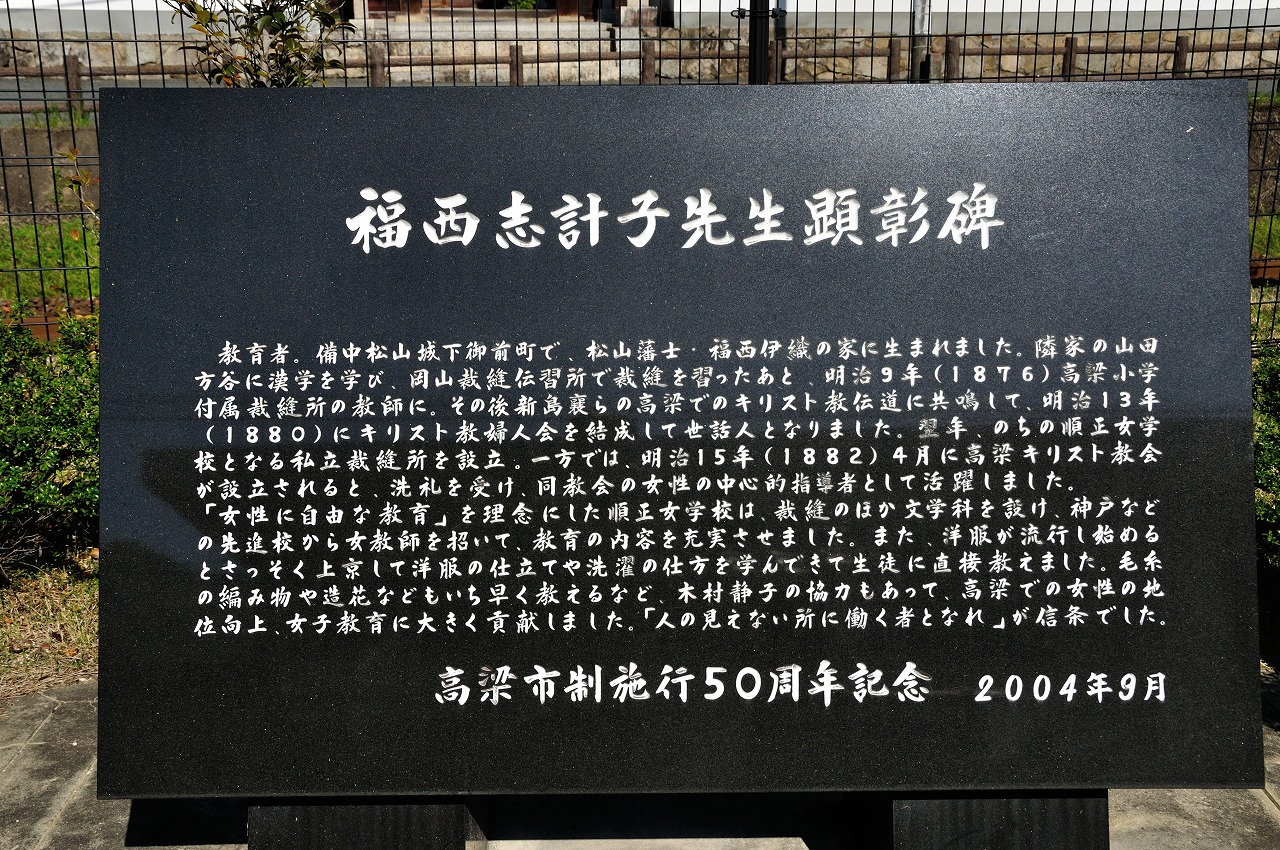 福西志計子先生顕彰碑
教育者。備中松山城下御前町で、松山藩士・福西伊織の家に生まれました。隣家の山田
方谷に漢学を学び、岡山裁縫伝習所で裁縫を習ったあと、明治9年(1876)高梁小学
付属裁縫所の教師に。その後新島襄らの高梁でのキリスト教伝道に共鳴して、明治13年
(1880)にキリスト教婦人会を結成して世話人となりました。翌年、のちの順正女学
校となる私立裁縫所を設立。一方では、明治15年(1882)4月に高梁キリスト教会
が設立されると、洗礼を受け、同教会の女性の中心的指導者として活躍しました。
「女性に自由な教育」を理念にした順正女学校は、裁縫のほか文学科を設け、神戸など
の先進校から女教師を招いて、教育の内容を充実させました。また、洋服が流行し始める
とさっそく上京して洋服の仕立てや洗濯の仕方を学んできて生徒に直接教えました。毛糸
の編み物や造花などもいち早く教えるなど、木村静子の協力もあって、高梁での女性の地
位向上、女子教育に大きく貢献しました。「人の見えない所に働く者となれ」が信条でした。
高梁市制施行50周年記念 2004年9月